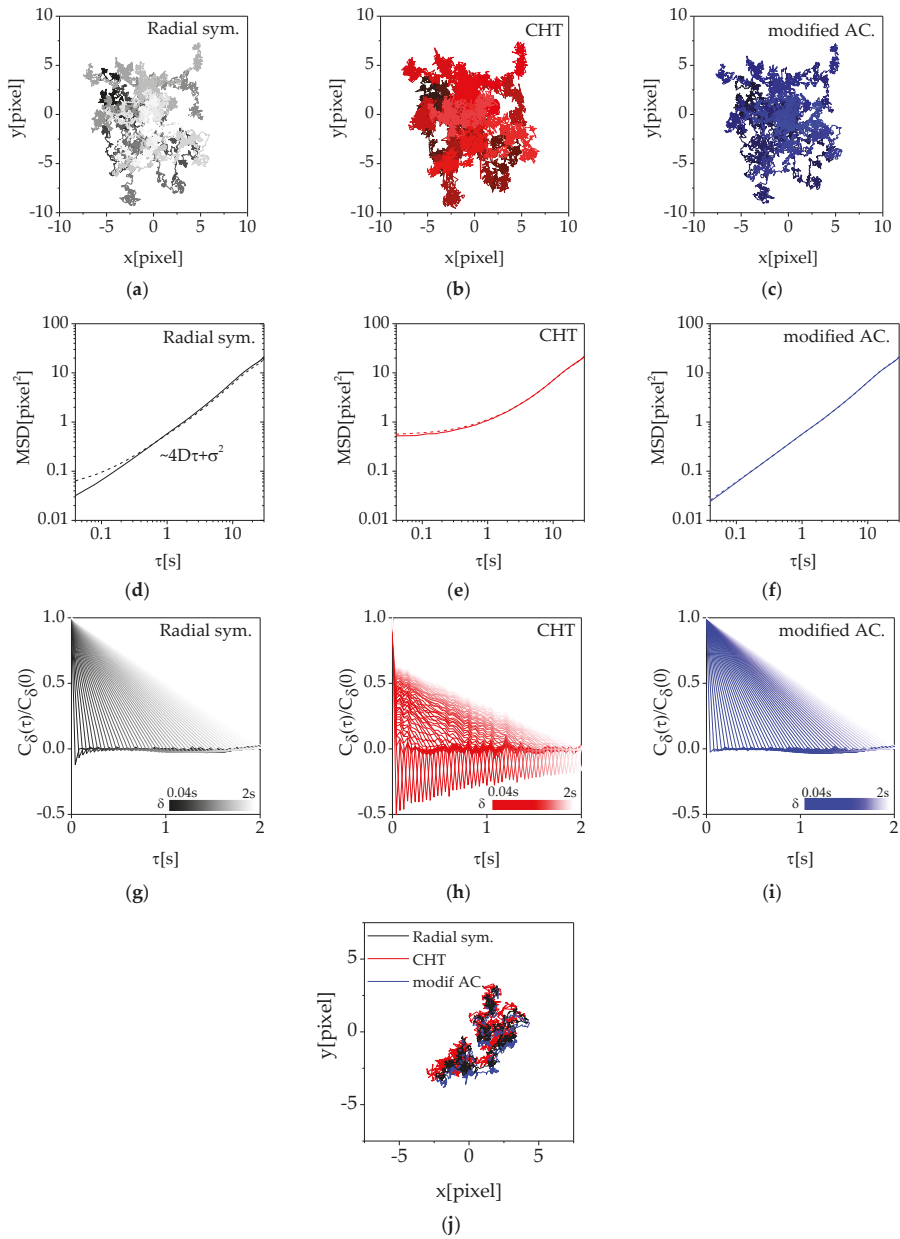 Radial sym.
10
5
0
-5
-10
y[pixel]
-10 -5 0 5 10
x[pixel]
(a)
CHT
10
5
0
-5
-10
y[pixel]
-10 -5 0 5 10
x[pixel]
(b)
modified AC.
10
5
0
-5
-10
y[pixel]
-10 -5 0 5 10
x[pixel]
(c)
Radial sym.
100
10
1
0.1
0.01
MSD[pixel²]
~4Dτ+σ²
0.1 1 10
τ[s]
(d)
CHT
100
10
1
0.1
0.01
MSD[pixel²]
0.1 1 10
τ[s]
(e)
modified AC.
100
10
1
0.1
0.01
MSD[pixel²]
0.1 1 10
τ[s]
(f)
Radial sym.
1.0
0.5
0.0
-0.5
Cδ(τ)/Cδ(0)
0.04s 2s
δ
0 1 2
τ[s]
(g)
CHT
1.0
0.5
0.0
-0.5
Cδ(τ)/Cδ(0)
0.04s 2s
δ
0 1 2
τ[s]
(h)
modified AC.
1.0
0.5
0.0
-0.5
Cδ(τ)/Cδ(0)
0.04s 2s
δ
0 1 2
τ[s]
(i)
Radial sym.
CHT
modif AC.
5
0
-5
y[pixel]
-5 0 5
x[pixel]
(j)